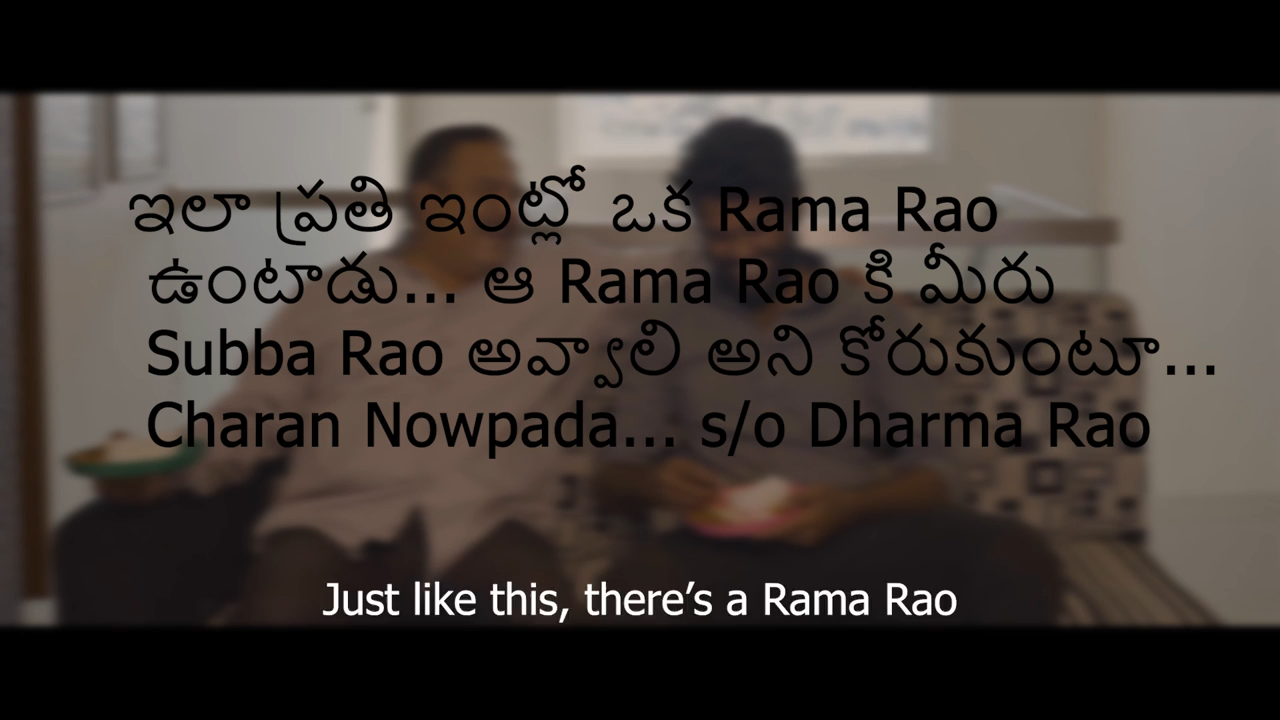 ఇలా ప్రతి ఇంట్లో ఒక Rama Rao
ఉంటాడు... ఆ Rama Rao కి మీరు
Subba Rao అవ్వాలి అని కోరుకుంటూ...
Charan Nowpada... s/o Dharma Rao
Just like this, there’s a Rama Rao